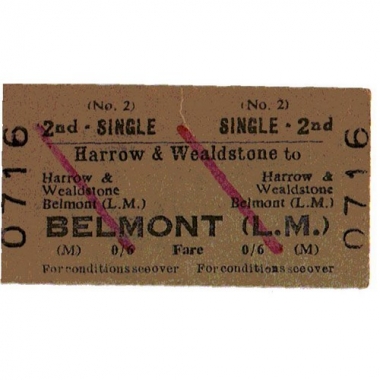 (No. 2) (No. 2)
2nd - SINGLE SINGLE - 2nd
Harrow & Wealdstone to
Harrow & Harrow &
Wealdstone Wealdstone
Belmont (L.M.) Belmont (L.M.)
BELMONT (L.M.)
(M) 0/6 Fare 0/6 (M)
For conditions see over For conditions see over
0716 0716